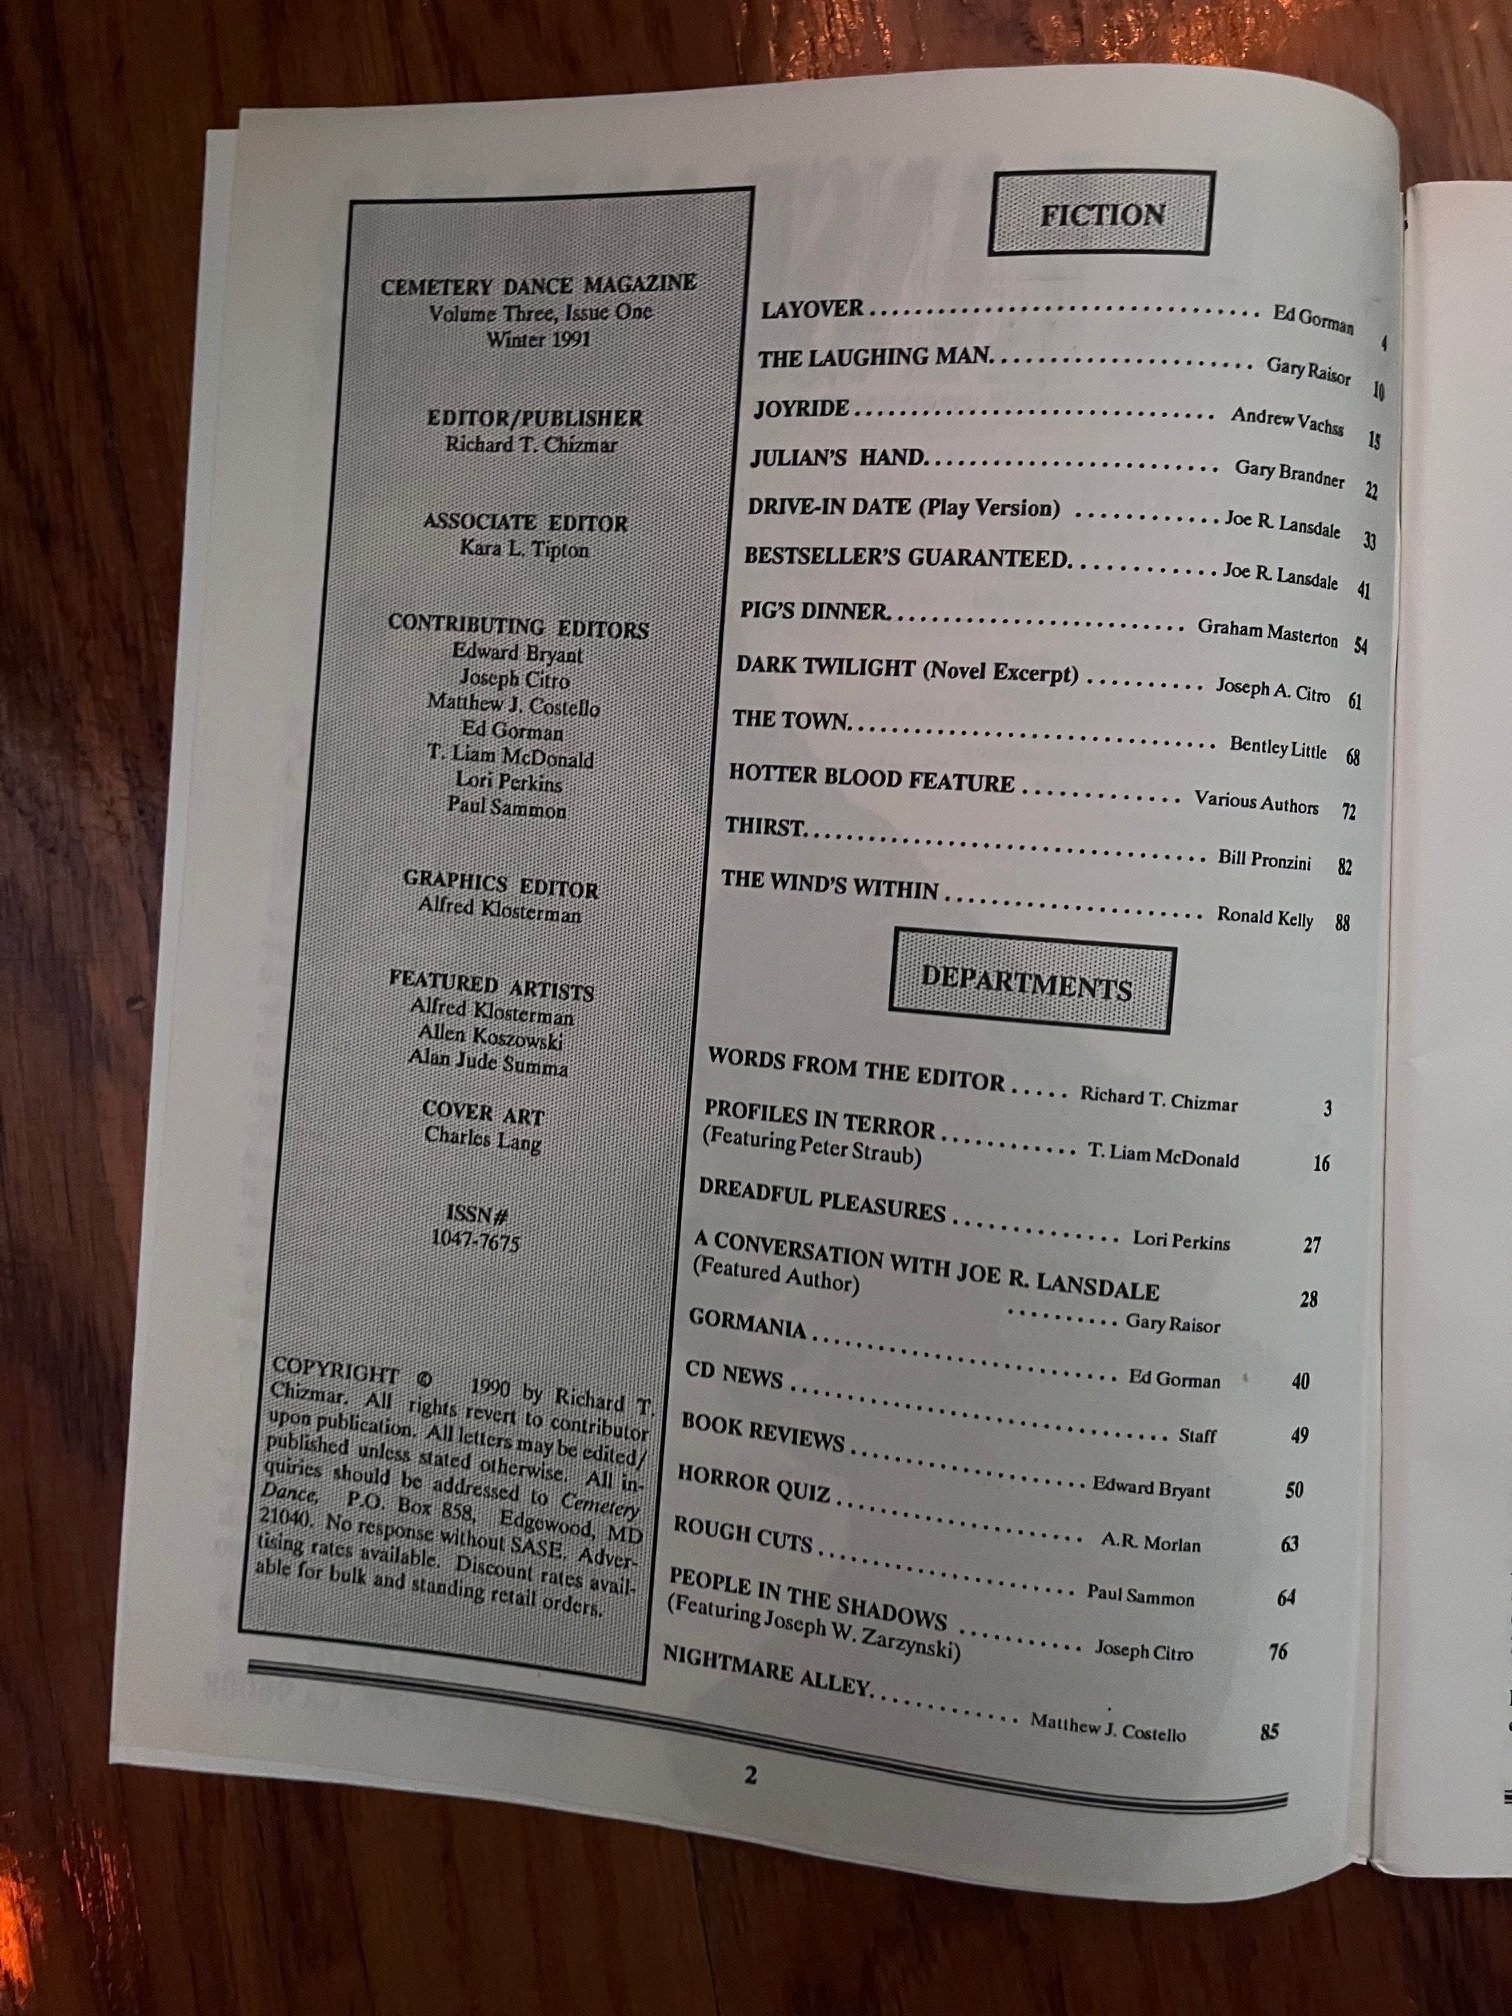 CEMETERY DANCE MAGAZINE
Volume Three, Issue One
Winter 1991
EDITOR/PUBLISHER
Richard T. Chizmar
ASSOCIATE EDITOR
Kara L. Tipton
CONTRIBUTING EDITORS
Edward Bryant
Joseph Citro
Matthew J. Costello
Ed Gorman
T. Liam McDonald
Lori Perkins
Paul Sammon
GRAPHICS EDITOR
Alfred Klosterman
FEATURED ARTISTS
Alfred Klosterman
Allen Koszowski
Alan Jude Summa
COVER ART
Charles Lang
ISSN#
1047-7675
COPYRIGHT © 1990 by Richard T.
Chizmar. All rights revert to contributor
upon publication. All letters may be edited/
published unless stated otherwise. All in-
quiries should be addressed to Cemetery
Dance, P.O. Box 858, Edgewood, MD
21040. No response without SASE. Adver-
tising rates available. Discount rates avail-
able for bulk and standing retail orders.
FICTION
LAYOVER .................................. Ed Gorman 4
THE LAUGHING MAN....................... Gary Raisor 10
JOYRIDE ................................ Andrew Vachss 15
JULIAN'S HAND.......................... Gary Brandner 22
DRIVE-IN DATE (Play Version) ............. Joe R. Lansdale 33
BESTSELLER'S GUARANTEED............. Joe R. Lansdale 41
PIG'S DINNER........................... Graham Masterton 54
DARK TWILIGHT (Novel Excerpt) .......... Joseph A. Citro 61
THE TOWN................................ Bentley Little 68
HOTTER BLOOD FEATURE ............. Various Authors 72
THIRST................................... Bill Pronzini 82
THE WIND'S WITHIN ...................... Ronald Kelly 88
DEPARTMENTS
WORDS FROM THE EDITOR ..... Richard T. Chizmar 3
PROFILES IN TERROR ............ T. Liam McDonald 16
(Featuring Peter Straub)
DREADFUL PLEASURES .............. Lori Perkins 27
A CONVERSATION WITH JOE R. LANSDALE 28
(Featured Author)
.......... Gary Raisor
GORMANIA ........................... Ed Gorman 40
CD NEWS ................................. Staff 49
BOOK REVIEWS ..................... Edward Bryant 50
HORROR QUIZ ..................... A.R. Morlan 63
ROUGH CUTS ....................... Paul Sammon 64
PEOPLE IN THE SHADOWS ........... Joseph Citro 76
(Featuring Joseph W. Zarzynski)
NIGHTMARE ALLEY............. Matthew J. Costello 85
2